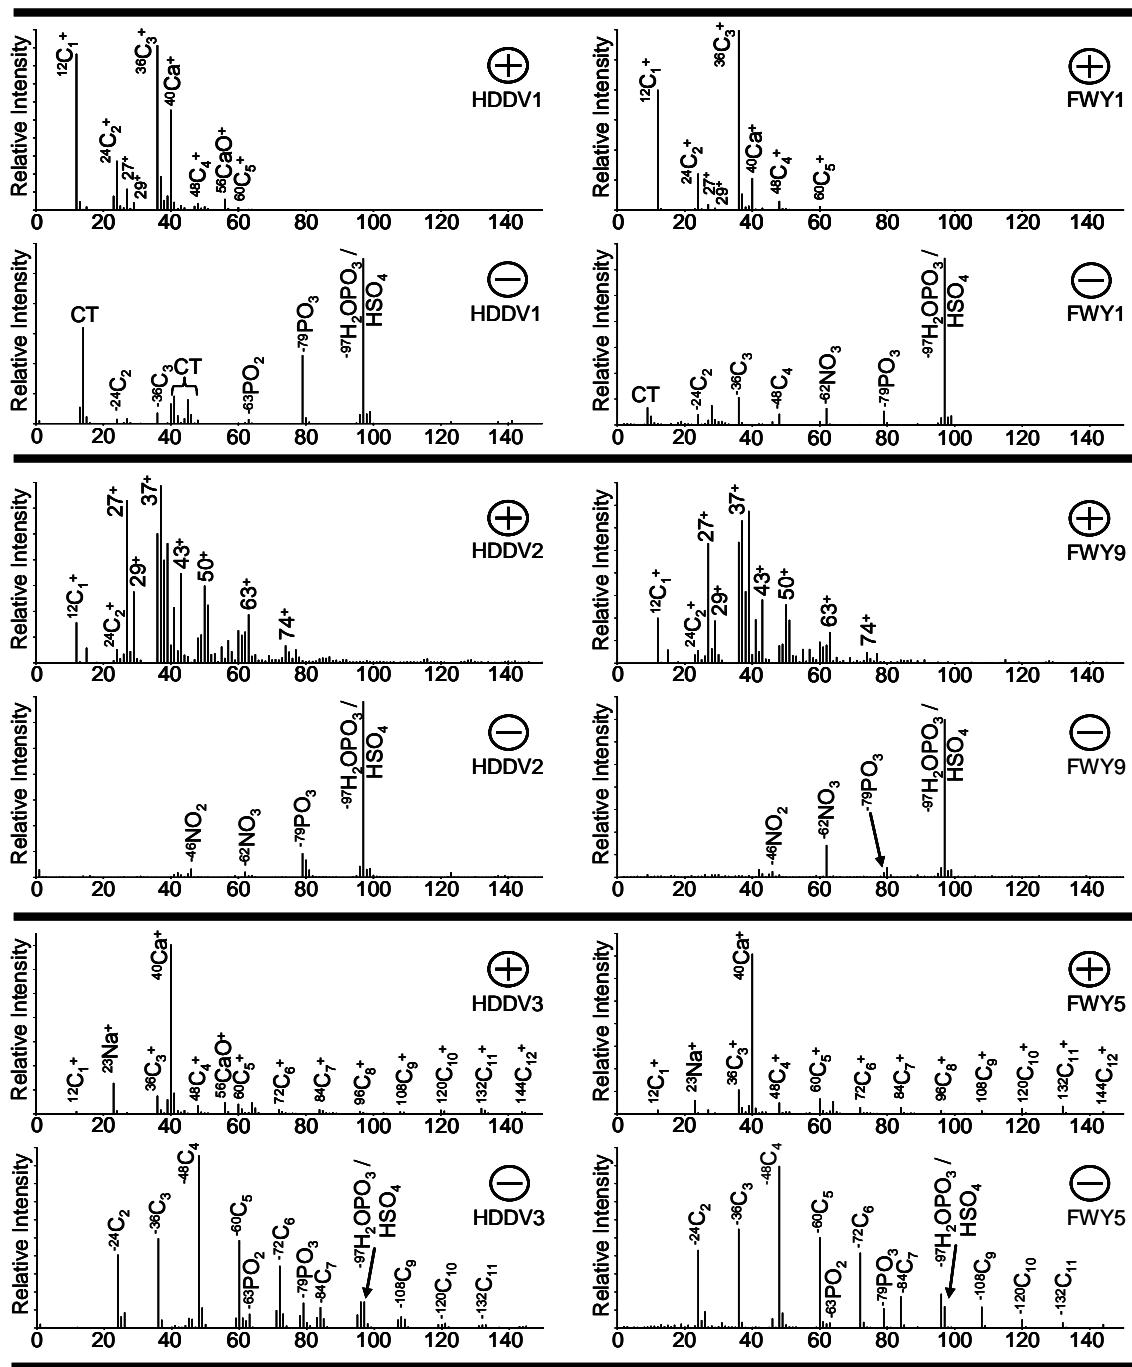 Relative Intensity
¹²C₁⁺ ²⁴C₂⁺ 27⁺ 29⁺ ³⁶C₃⁺ ⁴⁰Ca⁺ ⁴⁸C₄⁺ ⁵⁶CaO⁺ ⁶⁰C₅⁺
+
HDDV1
0 20 40 60 80 100 120 140
Relative Intensity
¹²C₁⁺ ²⁴C₂⁺ 27⁺ 29⁺ ³⁶C₃⁺ ⁴⁰Ca⁺ ⁴⁸C₄⁺ ⁶⁰C₅⁺
+
FWY1
0 20 40 60 80 100 120 140
Relative Intensity
CT ⁻²⁴C₂ ⁻³⁶C₃ CT ⁻⁶³PO₂ ⁻⁷⁹PO₃ ⁻⁹⁷H₂OPO₃ /
HSO₄
−
HDDV1
0 20 40 60 80 100 120 140
Relative Intensity
CT ⁻²⁴C₂ ⁻³⁶C₃ ⁻⁴⁸C₄ ⁻⁶²NO₃ ⁻⁷⁹PO₃ ⁻⁹⁷H₂OPO₃ /
HSO₄
−
FWY1
0 20 40 60 80 100 120 140
Relative Intensity
¹²C₁⁺ ²⁴C₂⁺ 27⁺ 29⁺ 37⁺ 43⁺ 50⁺ 63⁺ 74⁺
+
HDDV2
0 20 40 60 80 100 120 140
Relative Intensity
¹²C₁⁺ ²⁴C₂⁺ 27⁺ 29⁺ 37⁺ 43⁺ 50⁺ 63⁺ 74⁺
+
FWY9
0 20 40 60 80 100 120 140
Relative Intensity
⁻⁴⁶NO₂ ⁻⁶²NO₃ ⁻⁷⁹PO₃ ⁻⁹⁷H₂OPO₃ /
HSO₄
−
HDDV2
0 20 40 60 80 100 120 140
Relative Intensity
⁻⁴⁶NO₂ ⁻⁶²NO₃ ⁻⁷⁹PO₃ ⁻⁹⁷H₂OPO₃ /
HSO₄
−
FWY9
0 20 40 60 80 100 120 140
Relative Intensity
¹²C₁⁺ ²³Na⁺ ³⁶C₃⁺ ⁴⁰Ca⁺ ⁴⁸C₄⁺ ⁵⁶CaO⁺ ⁶⁰C₅⁺ ⁷²C₆⁺ ⁸⁴C₇⁺ ⁹⁶C₈⁺ ¹⁰⁸C₉⁺ ¹²⁰C₁₀⁺ ¹³²C₁₁⁺ ¹⁴⁴C₁₂⁺
+
HDDV3
0 20 40 60 80 100 120 140
Relative Intensity
¹²C₁⁺ ²³Na⁺ ³⁶C₃⁺ ⁴⁰Ca⁺ ⁴⁸C₄⁺ ⁶⁰C₅⁺ ⁷²C₆⁺ ⁸⁴C₇⁺ ⁹⁶C₈⁺ ¹⁰⁸C₉⁺ ¹²⁰C₁₀⁺ ¹³²C₁₁⁺ ¹⁴⁴C₁₂⁺
+
FWY5
0 20 40 60 80 100 120 140
Relative Intensity
⁻²⁴C₂ ⁻³⁶C₃ ⁻⁴⁸C₄ ⁻⁶⁰C₅ ⁻⁶³PO₂ ⁻⁷²C₆ ⁻⁷⁹PO₃ ⁻⁸⁴C₇ ⁻⁹⁷H₂OPO₃ /
HSO₄ ⁻¹⁰⁸C₉ ⁻¹²⁰C₁₀ ⁻¹³²C₁₁
−
HDDV3
0 20 40 60 80 100 120 140
Relative Intensity
⁻²⁴C₂ ⁻³⁶C₃ ⁻⁴⁸C₄ ⁻⁶⁰C₅ ⁻⁶³PO₂ ⁻⁷²C₆ ⁻⁷⁹PO₃ ⁻⁸⁴C₇ ⁻⁹⁷H₂OPO₃ /
HSO₄ ⁻¹⁰⁸C₉ ⁻¹²⁰C₁₀ ⁻¹³²C₁₁
−
FWY5
0 20 40 60 80 100 120 140